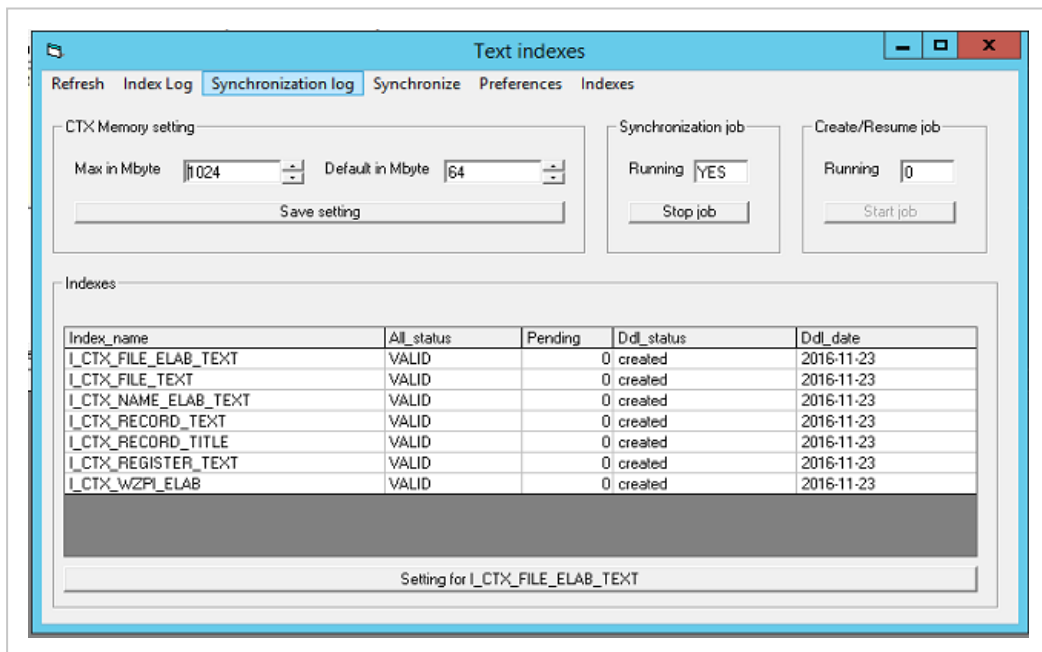 Text indexes
Refresh Index Log Synchronization log Synchronize Preferences Indexes
CTX Memory setting Synchronization job Create/Resume job
Max in Mbyte 1024 Default in Mbyte 64 Running YES Running 0
Save setting Stop job Start job
Indexes
Index_name All_status Pending Ddl_status Ddl_date
I_CTX_FILE_ELAB_TEXT VALID 0 created 2016-11-23
I_CTX_FILE_TEXT VALID 0 created 2016-11-23
I_CTX_NAME_ELAB_TEXT VALID 0 created 2016-11-23
I_CTX_RECORD_TEXT VALID 0 created 2016-11-23
I_CTX_RECORD_TITLE VALID 0 created 2016-11-23
I_CTX_REGISTER_TEXT VALID 0 created 2016-11-23
I_CTX_WZPI_ELAB VALID 0 created 2016-11-23
Setting for I_CTX_FILE_ELAB_TEXT